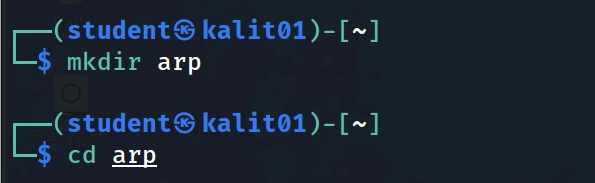 ┌──(student㉿kalit01)-[~]
└─$ mkdir arp
┌──(student㉿kalit01)-[~]
└─$ cd arp